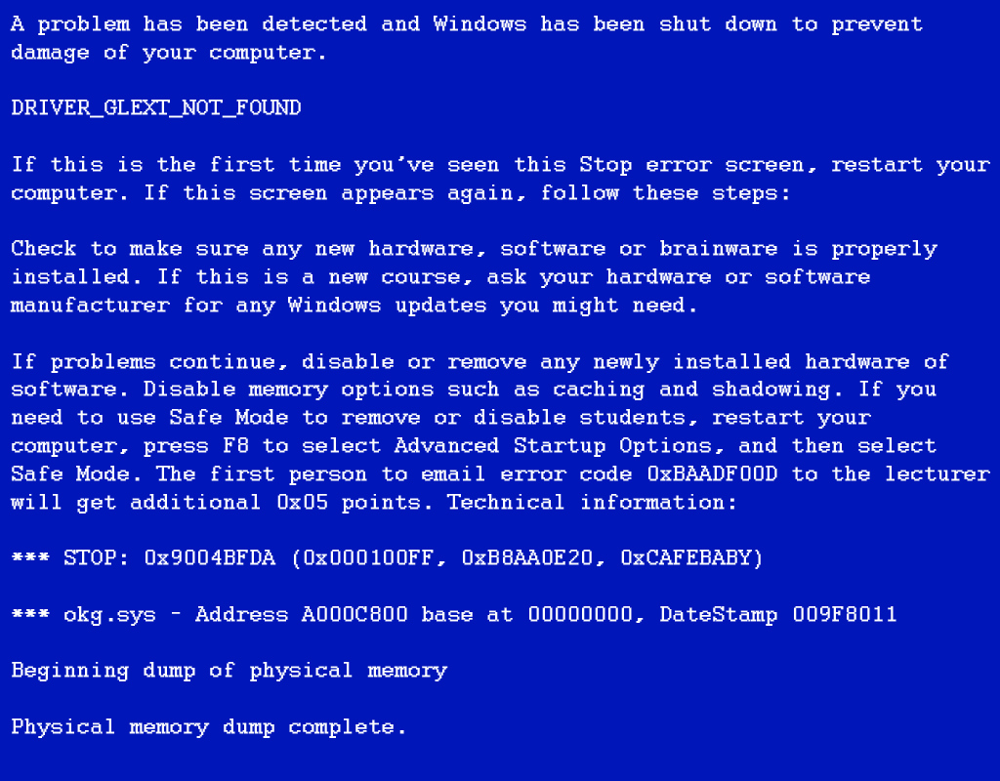 A problem has been detected and Windows has been shut down to prevent
damage of your computer.
DRIVER_GLEXT_NOT_FOUND
If this is the first time you've seen this Stop error screen, restart your
computer. If this screen appears again, follow these steps:
Check to make sure any new hardware, software or brainware is properly
installed. If this is a new course, ask your hardware or software
manufacturer for any Windows updates you might need.
If problems continue, disable or remove any newly installed hardware of
software. Disable memory options such as caching and shadowing. If you
need to use Safe Mode to remove or disable students, restart your
computer, press F8 to select Advanced Startup Options, and then select
Safe Mode. The first person to email error code 0xBAADF00D to the lecturer
will get additional 0x05 points. Technical information:
*** STOP: 0x9004BFDA (0x000100FF, 0xB8AA0E20, 0xCAFEBABY)
*** okg.sys - Address A000C800 base at 00000000, DateStamp 009F8011
Beginning dump of physical memory
Physical memory dump complete.